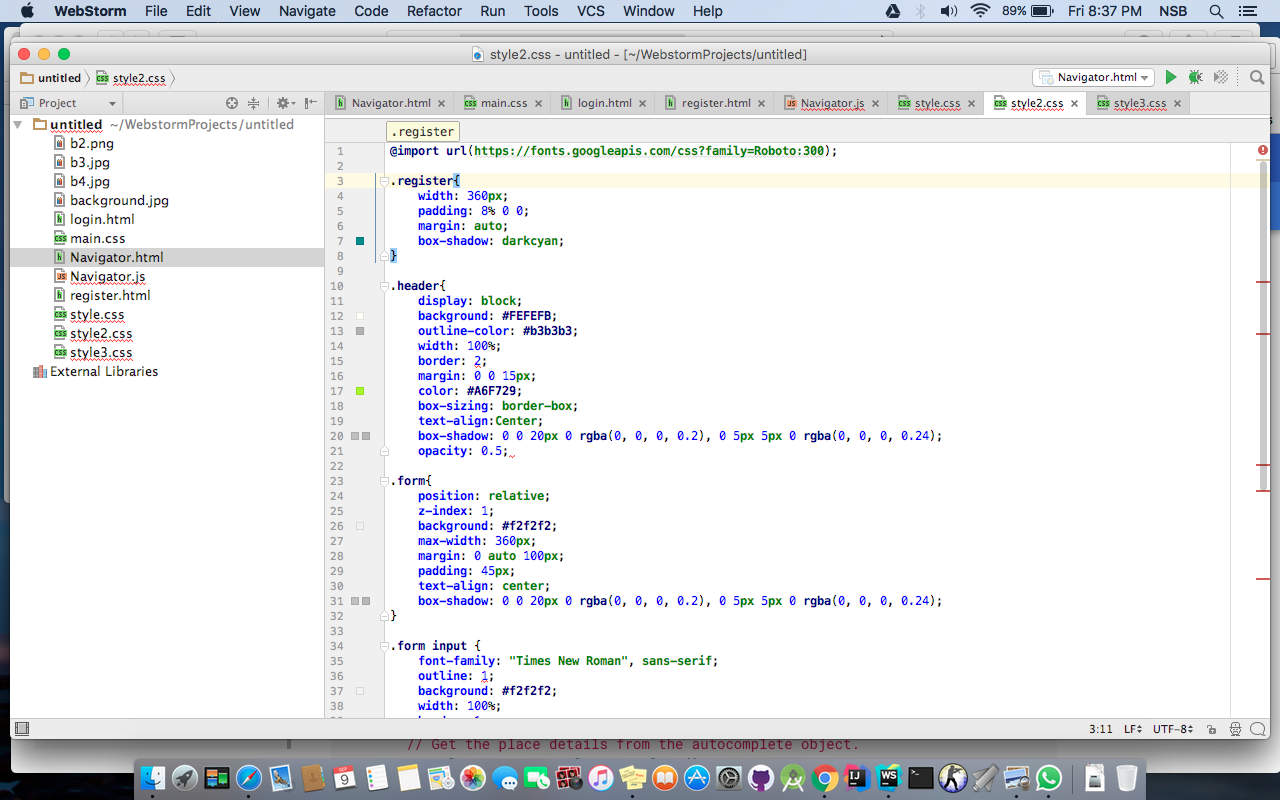 WebStorm File Edit View Navigate Code Refactor Run Tools VCS Window Help 89% Fri 8:37 PM NSB
style2.css - untitled - [~/WebstormProjects/untitled]
untitled style2.css Navigator.html
Project Navigator.html main.css login.html register.html Navigator.js style.css style2.css style3.css
untitled ~/WebstormProjects/untitled
b2.png
b3.jpg
b4.jpg
background.jpg
login.html
main.css
Navigator.html
Navigator.js
register.html
style.css
style2.css
style3.css
External Libraries
.register
1 @import url(https://fonts.googleapis.com/css?family=Roboto:300);
2
3 .register{
4 width: 360px;
5 padding: 8% 0 0;
6 margin: auto;
7 box-shadow: darkcyan;
8 }
9
10 .header{
11 display: block;
12 background: #FEFEFB;
13 outline-color: #b3b3b3;
14 width: 100%;
15 border: 2;
16 margin: 0 0 15px;
17 color: #A6F729;
18 box-sizing: border-box;
19 text-align:Center;
20 box-shadow: 0 0 20px 0 rgba(0, 0, 0, 0.2), 0 5px 5px 0 rgba(0, 0, 0, 0.24);
21 opacity: 0.5;
22
23 .form{
24 position: relative;
25 z-index: 1;
26 background: #f2f2f2;
27 max-width: 360px;
28 margin: 0 auto 100px;
29 padding: 45px;
30 text-align: center;
31 box-shadow: 0 0 20px 0 rgba(0, 0, 0, 0.2), 0 5px 5px 0 rgba(0, 0, 0, 0.24);
32 }
33
34 .form input {
35 font-family: "Times New Roman", sans-serif;
36 outline: 1;
37 background: #f2f2f2;
38 width: 100%;
3:11 LF UTF-8
// Get the place details from the autocomplete object.
SEP
9
IJ
WS